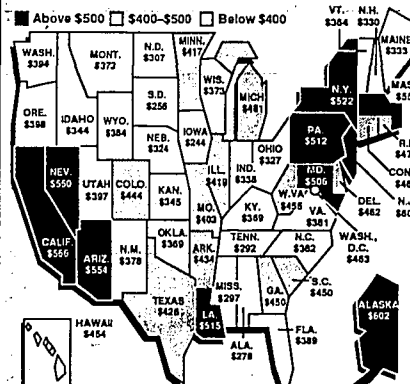 Above $500 $400–$500 Below $400
WASH.
$394
MONT.
$373
N.D.
$307
MINN.
$417
VT.
$364
N.H.
$330
MAINE
$333
ORE.
$398
IDAHO
$344
WYO.
$384
S.D.
$256
WIS.
$373
MICH
$481
N.Y.
$522
MAS
NEB.
$324
IOWA
$244
ILL.
$419
IND.
$338
OHIO
$327
PA.
$512
R.I
CON
NEV.
$550
UTAH
$397
COLO.
$444
KAN.
$345
MO.
$403
KY.
$369
W.VA
$455
MD.
$506
VA.
$381
DEL.
$462
N.J
CALIF.
$556
ARIZ.
$554
N.M.
$378
OKLA.
$369
ARK.
$434
TENN.
$292
N.C.
$362
WASH.,
D.C.
$463
TEXAS
$426
LA.
$515
MISS.
$297
ALA.
$278
GA.
$450
S.C.
$450
FLA.
$389
ALASKA
$602
HAWAII
$454